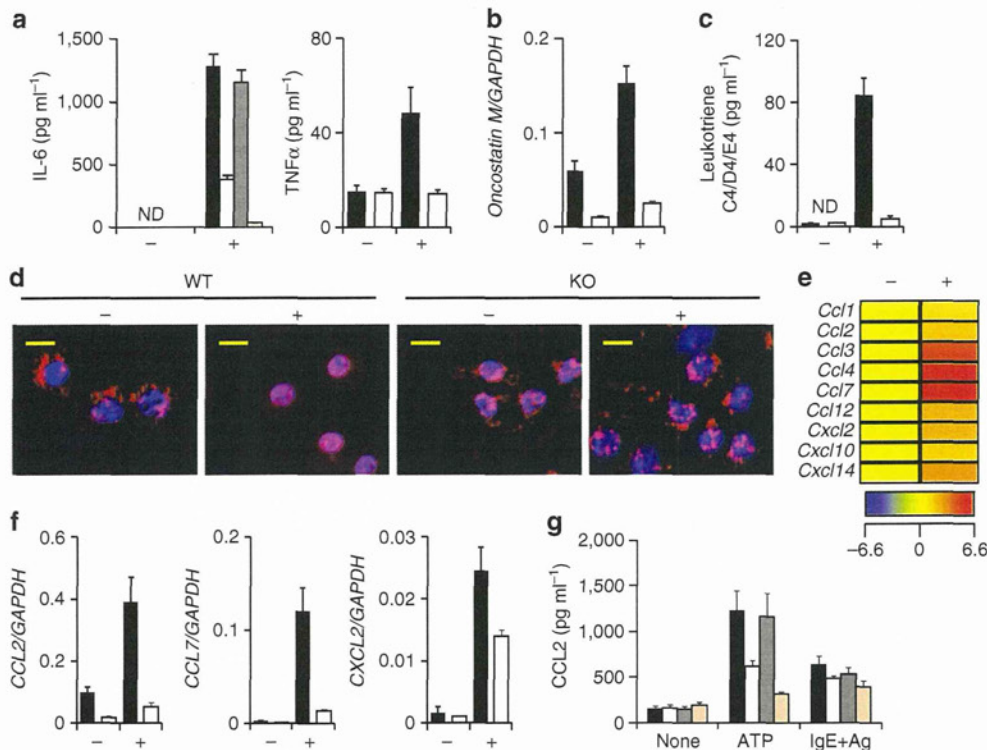 a
1,500
1,000
500
0
IL-6 (pg ml⁻¹)
ND
– +
80
40
0
TNFα (pg ml⁻¹)
– +
b
0.2
0.1
0
Oncostatin M/GAPDH
– +
c
120
80
40
0
Leukotriene
C4/D4/E4 (pg ml⁻¹)
ND
– +
d
WT KO
– + – +
e
– +
Ccl1
Ccl2
Ccl3
Ccl4
Ccl7
Ccl12
Cxcl2
Cxcl10
Cxcl14
–6.6 0 6.6
f
0.6
0.4
0.2
0
CCL2/GAPDH
– +
0.2
0.1
0
CCL7/GAPDH
– +
0.03
0.02
0.01
0
CXCL2/GAPDH
– +
g
2,000
1,500
1,000
500
0
CCL2 (pg ml⁻¹)
None ATP IgE+Ag